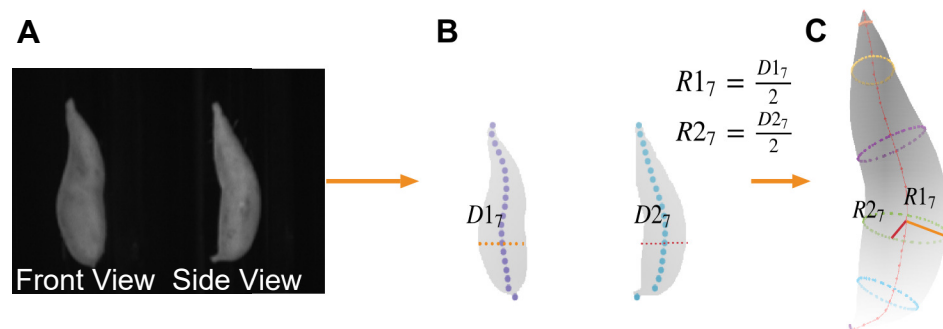 A
B
C
Front View
Side View
D1₇
D2₇
R1₇ = D1₇/2
R2₇ = D2₇/2
R2₇
R1₇